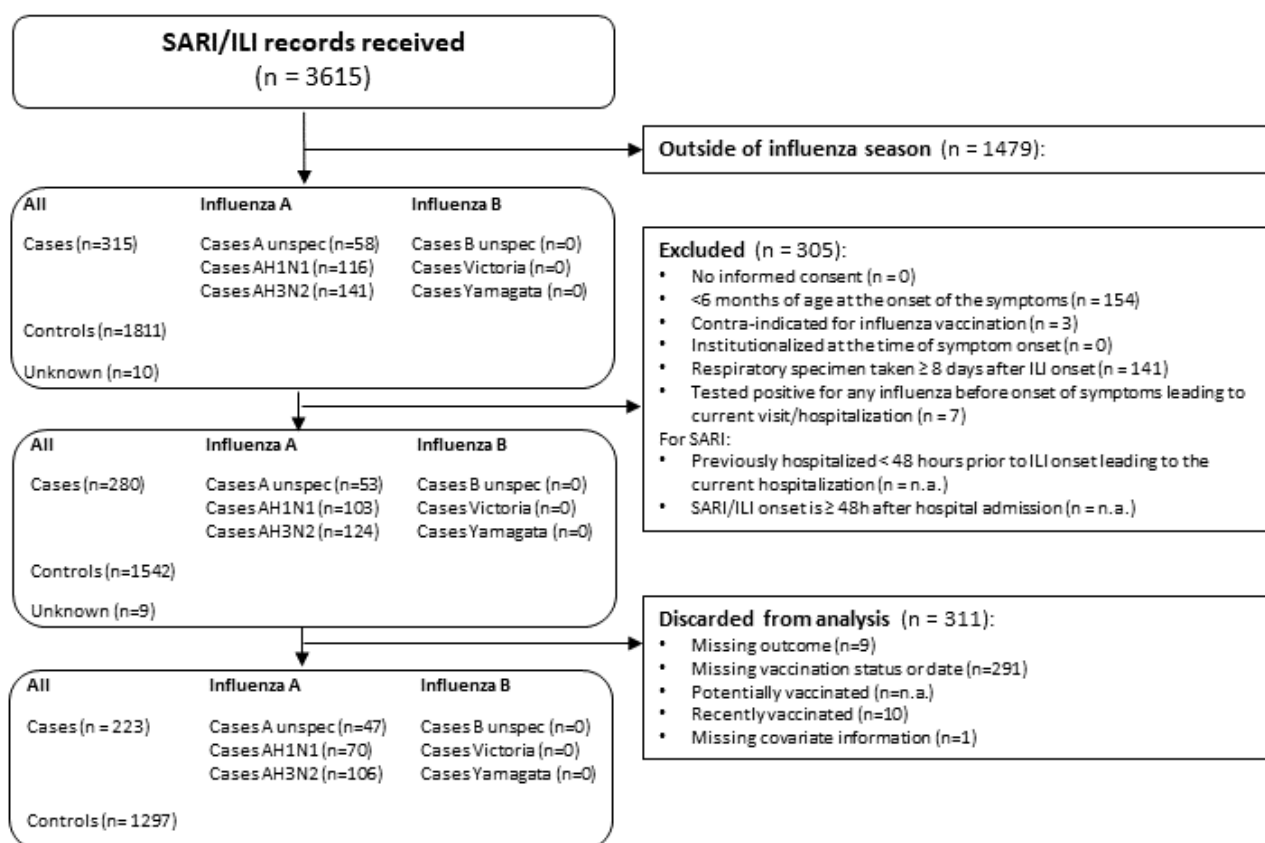 SARI/ILI records received
(n = 3615)
Outside of influenza season (n = 1479):
All Influenza A Influenza B
Cases (n=315) Cases A unspec (n=58) Cases B unspec (n=0)
Cases AH1N1 (n=116) Cases Victoria (n=0)
Cases AH3N2 (n=141) Cases Yamagata (n=0)
Controls (n=1811)
Unknown (n=10)
Excluded (n = 305):
• No informed consent (n = 0)
• <6 months of age at the onset of the symptoms (n = 154)
• Contra-indicated for influenza vaccination (n = 3)
• Institutionalized at the time of symptom onset (n = 0)
• Respiratory specimen taken ≥ 8 days after ILI onset (n = 141)
• Tested positive for any influenza before onset of symptoms leading to
current visit/hospitalization (n = 7)
For SARI:
• Previously hospitalized < 48 hours prior to ILI onset leading to the
current hospitalization (n = n.a.)
• SARI/ILI onset is ≥ 48h after hospital admission (n = n.a.)
All Influenza A Influenza B
Cases (n=280) Cases A unspec (n=53) Cases B unspec (n=0)
Cases AH1N1 (n=103) Cases Victoria (n=0)
Cases AH3N2 (n=124) Cases Yamagata (n=0)
Controls (n=1542)
Unknown (n=9)
Discarded from analysis (n = 311):
• Missing outcome (n=9)
• Missing vaccination status or date (n=291)
• Potentially vaccinated (n=n.a.)
• Recently vaccinated (n=10)
• Missing covariate information (n=1)
All Influenza A Influenza B
Cases (n = 223) Cases A unspec (n=47) Cases B unspec (n=0)
Cases AH1N1 (n=70) Cases Victoria (n=0)
Cases AH3N2 (n=106) Cases Yamagata (n=0)
Controls (n= 1297)